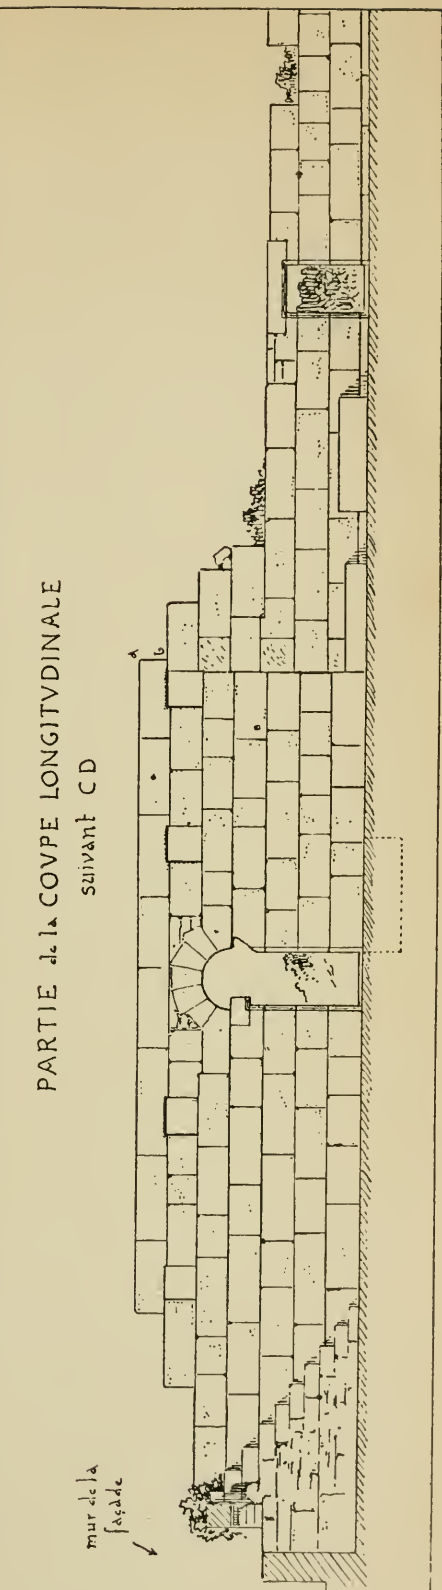 PARTIE de la COVPE LONGITVDINALE
suivant CD
mur de la
façade
a
b